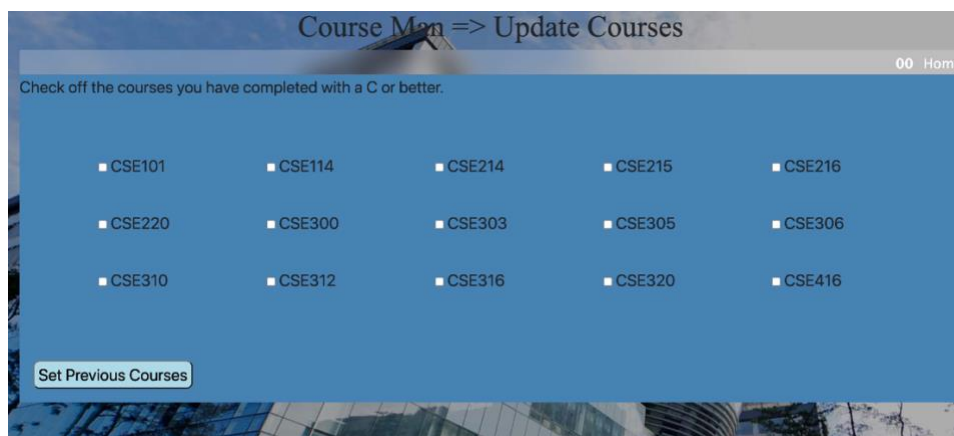 Course Man => Update Courses
00 Hom
Check off the courses you have completed with a C or better.
CSE101 CSE114 CSE214 CSE215 CSE216
CSE220 CSE300 CSE303 CSE305 CSE306
CSE310 CSE312 CSE316 CSE320 CSE416
Set Previous Courses